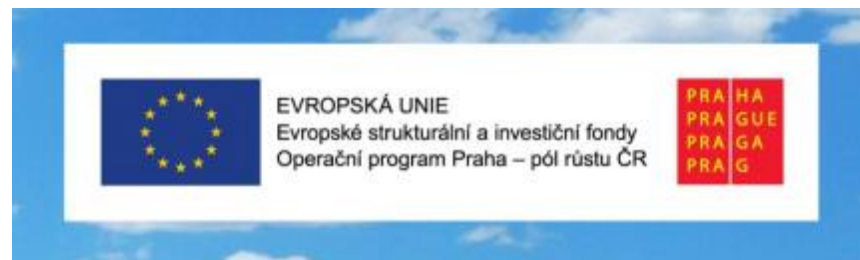 EVROPSKÁ UNIE
Evropské strukturální a investiční fondy
Operační program Praha – pól růstu ČR
PRA HA
PRA GUE
PRA GA
PRA G